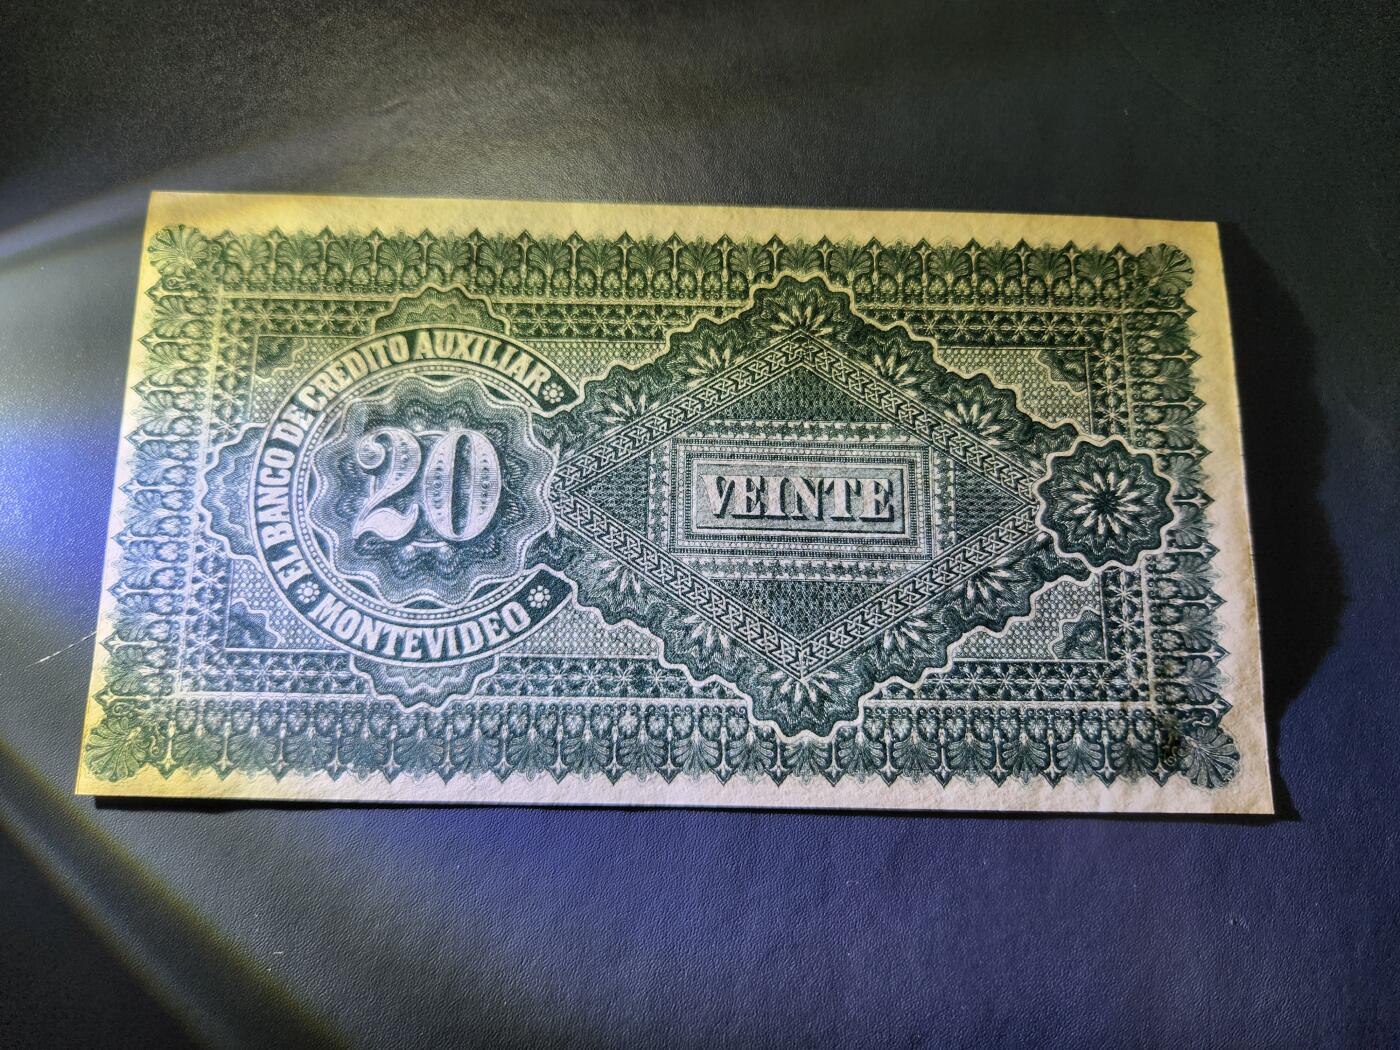 EL BANCO DE CREDITO AUXILIAR
20
MONTEVIDEO
VEINTE